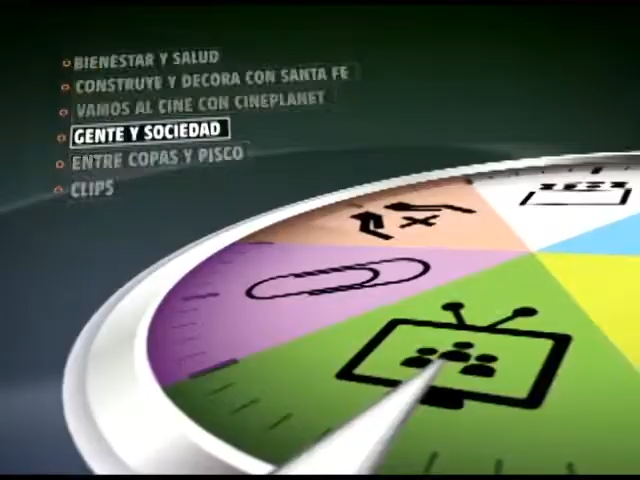 BIENESTAR Y SALUD
CONSTRUYE Y DECORA CON SANTA FE
VAMOS AL CINE CON CINEPLANET
GENTE Y SOCIEDAD
ENTRE COPAS Y PISCO
CLIPS